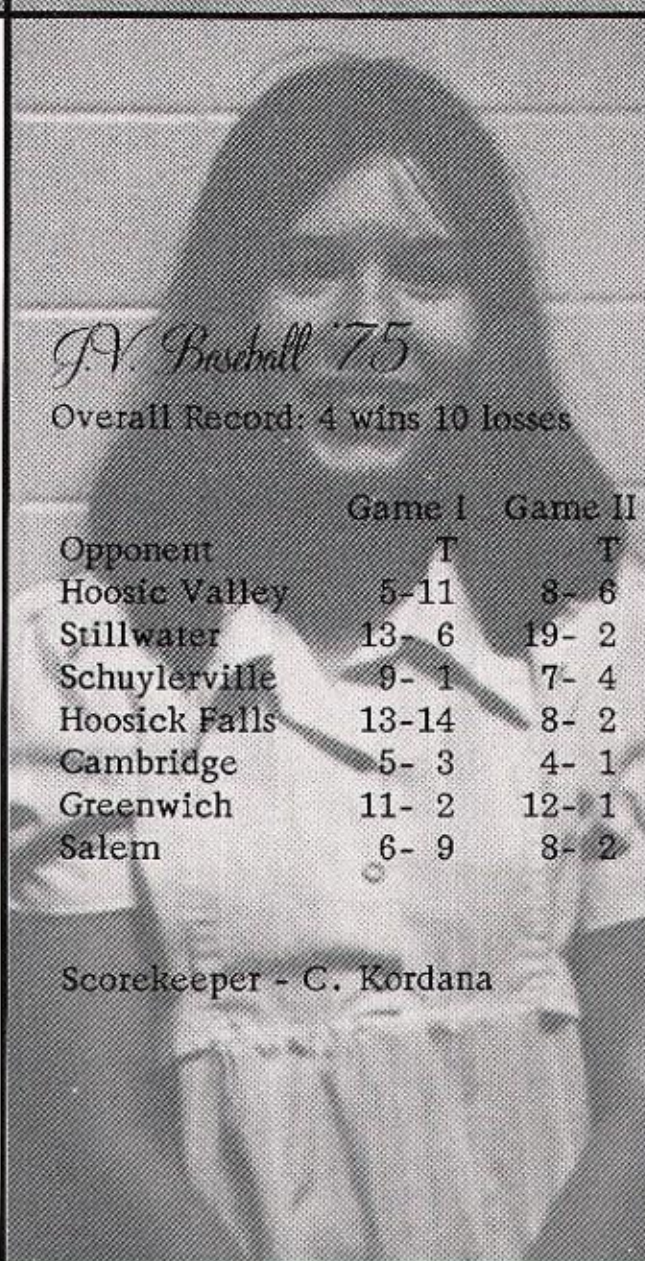 J.V. Baseball '75
Overall Record: 4 wins 10 losses
Game I Game II
Opponent T T
Hoosic Valley 5-11 8- 6
Stillwater 13- 6 19- 2
Schuylerville 9- 1 7- 4
Hoosick Falls 13-14 8- 2
Cambridge 5- 3 4- 1
Greenwich 11- 2 12- 1
Salem 6- 9 8- 2
Scorekeeper - C. Kordana